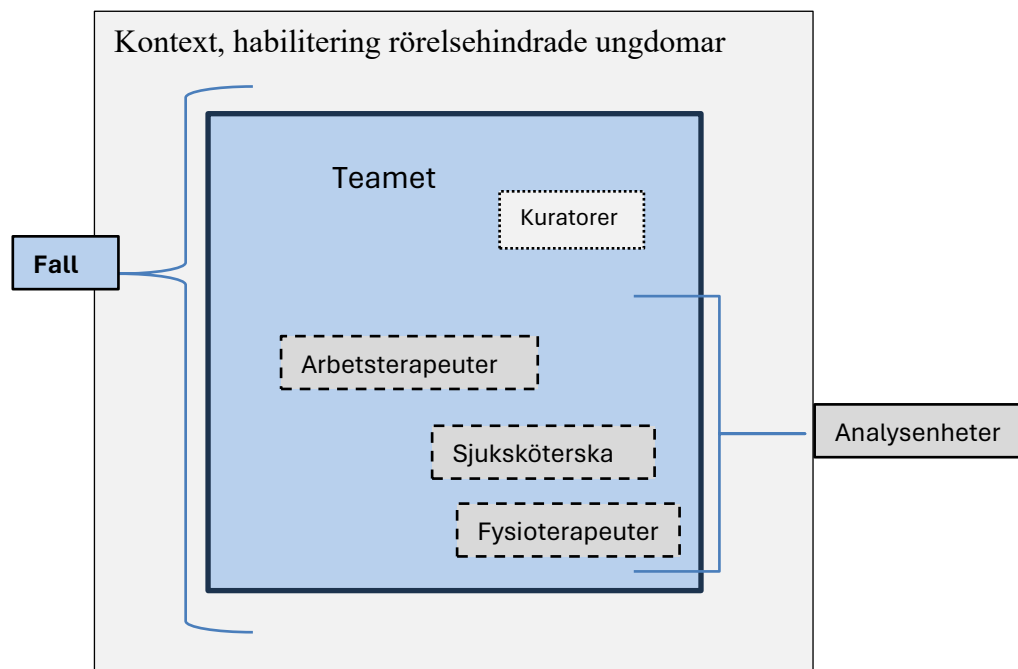 Kontext, habilitering rörelsehindrade ungdomar
Teamet
Kuratorer
Fall
Arbetsterapeuter
Analysenheter
Sjuksköterska
Fysioterapeuter